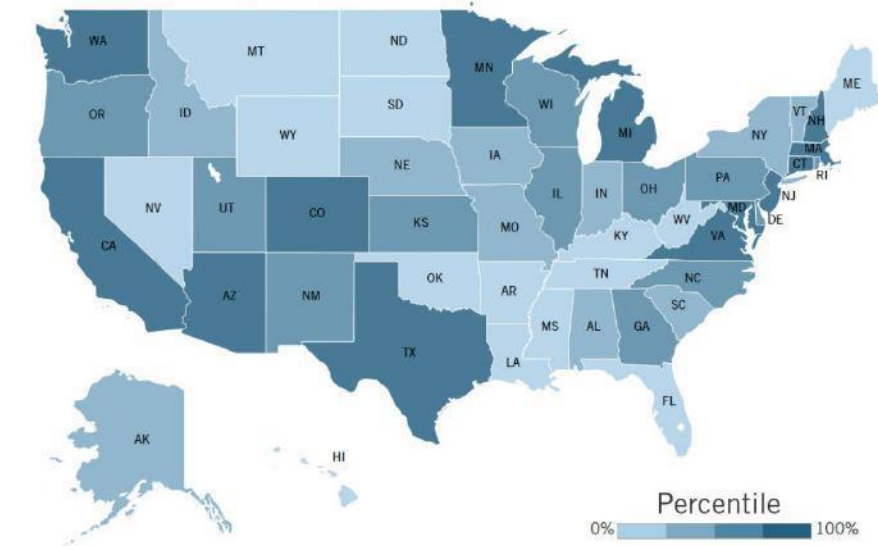 WA
MT
ND
MN
ME
OR
ID
SD
WI
VT
NH
WY
MI
NY
MA
NE
IA
CT
RI
NV
UT
CO
KS
IL
IN
OH
PA
NJ
MO
WV
MD
DE
CA
KY
VA
AZ
NM
OK
AR
TN
NC
SC
TX
MS
AL
GA
LA
FL
AK
HI
Percentile
0% 100%